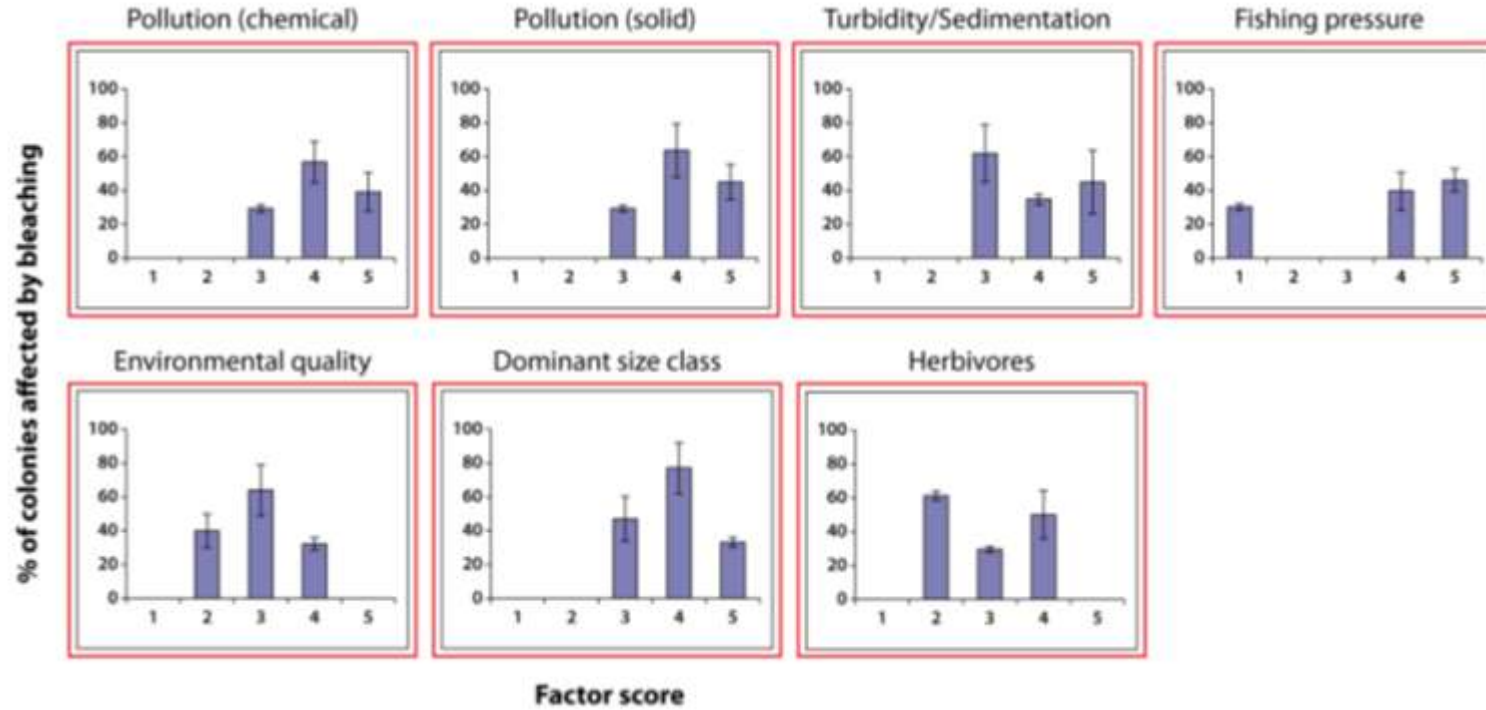 Pollution (chemical)
Pollution (solid)
Turbidity/Sedimentation
Fishing pressure
% of colonies affected by bleaching
100
80
60
40
20
0
1 2 3 4 5
100
80
60
40
20
0
1 2 3 4 5
100
80
60
40
20
0
1 2 3 4 5
100
80
60
40
20
0
1 2 3 4 5
Environmental quality
Dominant size class
Herbivores
100
80
60
40
20
0
1 2 3 4 5
100
80
60
40
20
0
1 2 3 4 5
100
80
60
40
20
0
1 2 3 4 5
Factor score